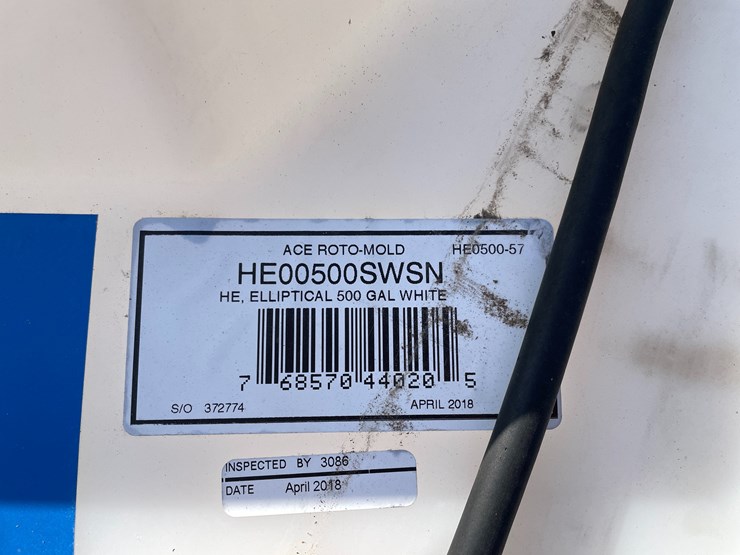 ACE ROTO-MOLD HE0500-57
HE00500SWSN
HE, ELLIPTICAL 500 GAL WHITE
7 68570 44020 5
S/O 372774 APRIL 2018
INSPECTED BY 3086
DATE April 2018